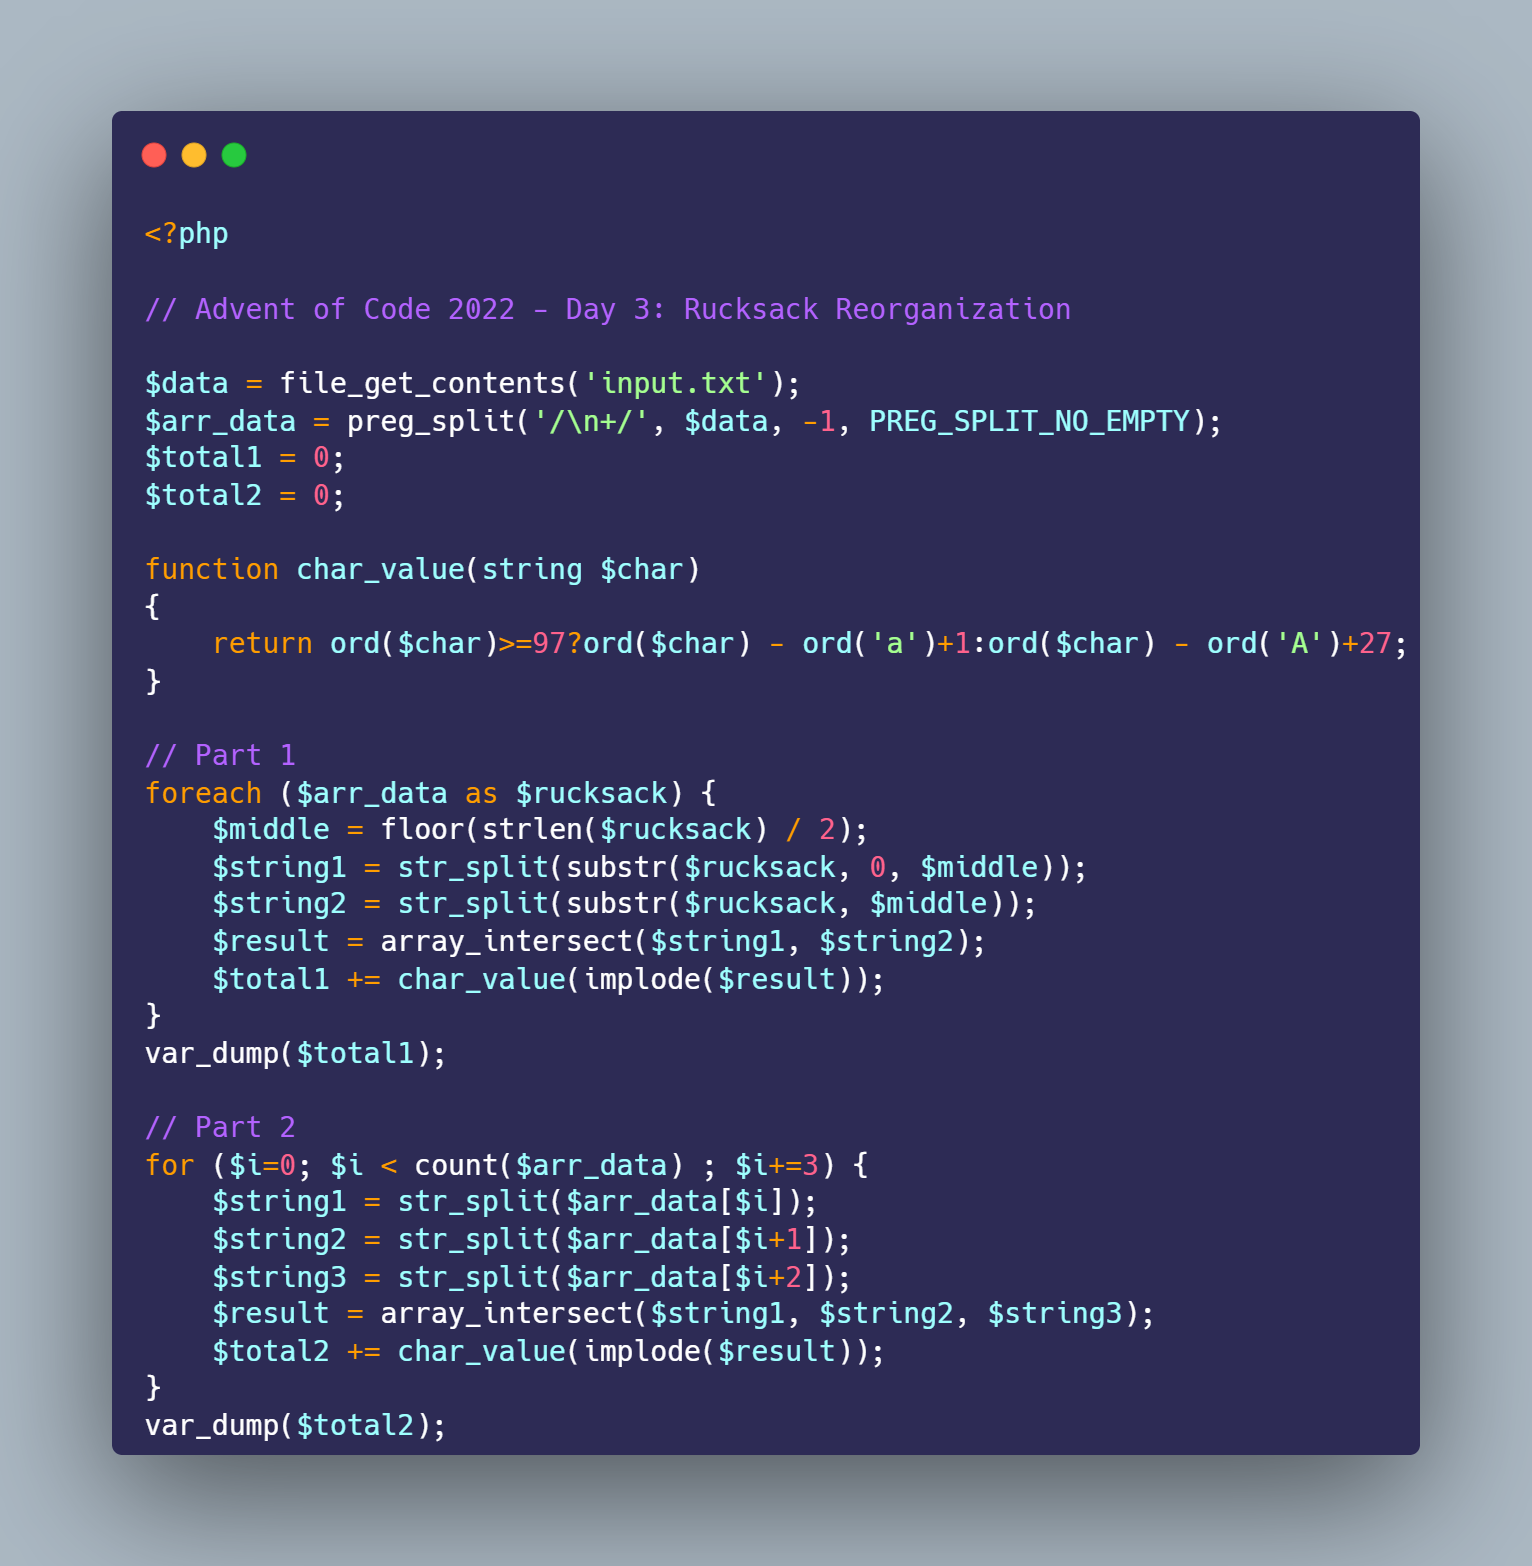 <?php
// Advent of Code 2022 - Day 3: Rucksack Reorganization
$data = file_get_contents('input.txt');
$arr_data = preg_split('/\n+/', $data, -1, PREG_SPLIT_NO_EMPTY);
$total1 = 0;
$total2 = 0;
function char_value(string $char)
{
    return ord($char)>=97?ord($char) - ord('a')+1:ord($char) - ord('A')+27;
}
// Part 1
foreach ($arr_data as $rucksack) {
    $middle = floor(strlen($rucksack) / 2);
    $string1 = str_split(substr($rucksack, 0, $middle));
    $string2 = str_split(substr($rucksack, $middle));
    $result = array_intersect($string1, $string2);
    $total1 += char_value(implode($result));
}
var_dump($total1);
// Part 2
for ($i=0; $i < count($arr_data) ; $i+=3) {
    $string1 = str_split($arr_data[$i]);
    $string2 = str_split($arr_data[$i+1]);
    $string3 = str_split($arr_data[$i+2]);
    $result = array_intersect($string1, $string2, $string3);
    $total2 += char_value(implode($result));
}
var_dump($total2);